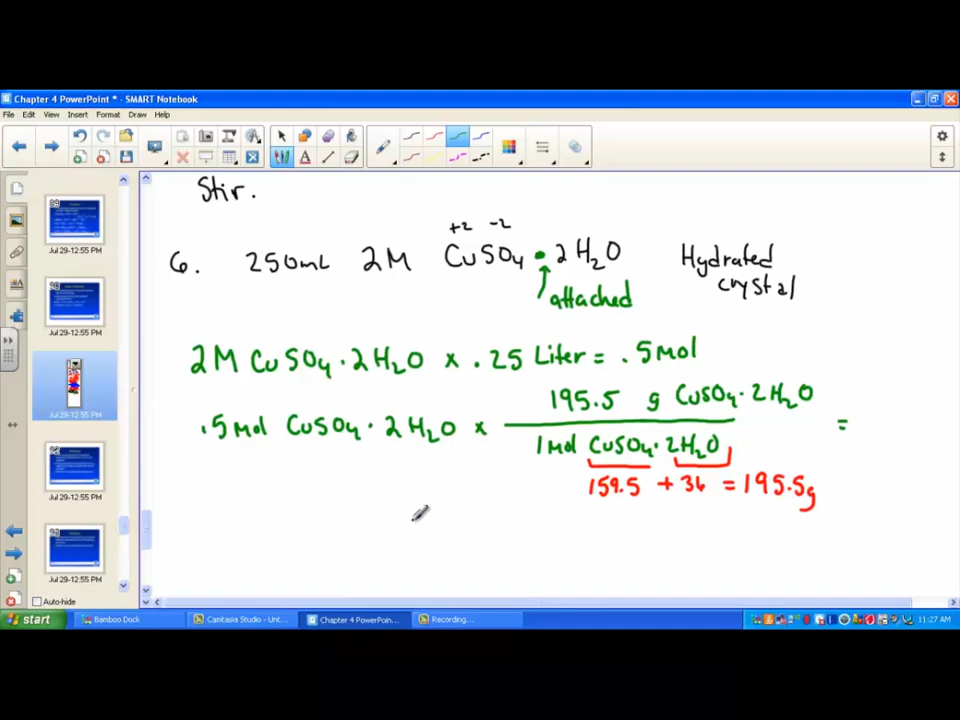 Chapter 4 PowerPoint * - SMART Notebook
File Edit View Insert Format Draw Help
Stir.
+2 -2
6. 250mL 2M CuSO₄ • 2H₂O Hydrated
crystal
attached
2M CuSO₄·2H₂O x .25 Liter = .5mol
195.5 g CuSO₄·2H₂O
.5mol CuSO₄·2H₂O x =
1mol CuSO₄·2H₂O
159.5 + 36 = 195.5g
Jul 29-12:55 PM
Jul 29-12:55 PM
Jul 29-12:55 PM
Jul 29-12:55 PM
Jul 29-12:55 PM
Auto-hide
start Bamboo Dock Camtasia Studio - Unt... Chapter 4 PowerPoin... Recording... 11:27 AM